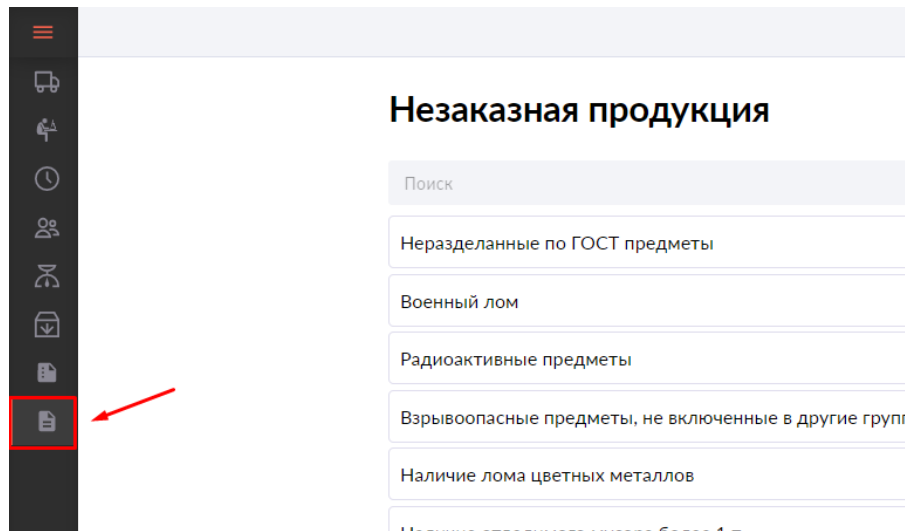 Незаказная продукция
Поиск
Неразделанные по ГОСТ предметы
Военный лом
Радиоактивные предметы
Взрывоопасные предметы, не включенные в другие
Наличие лома цветных металлов